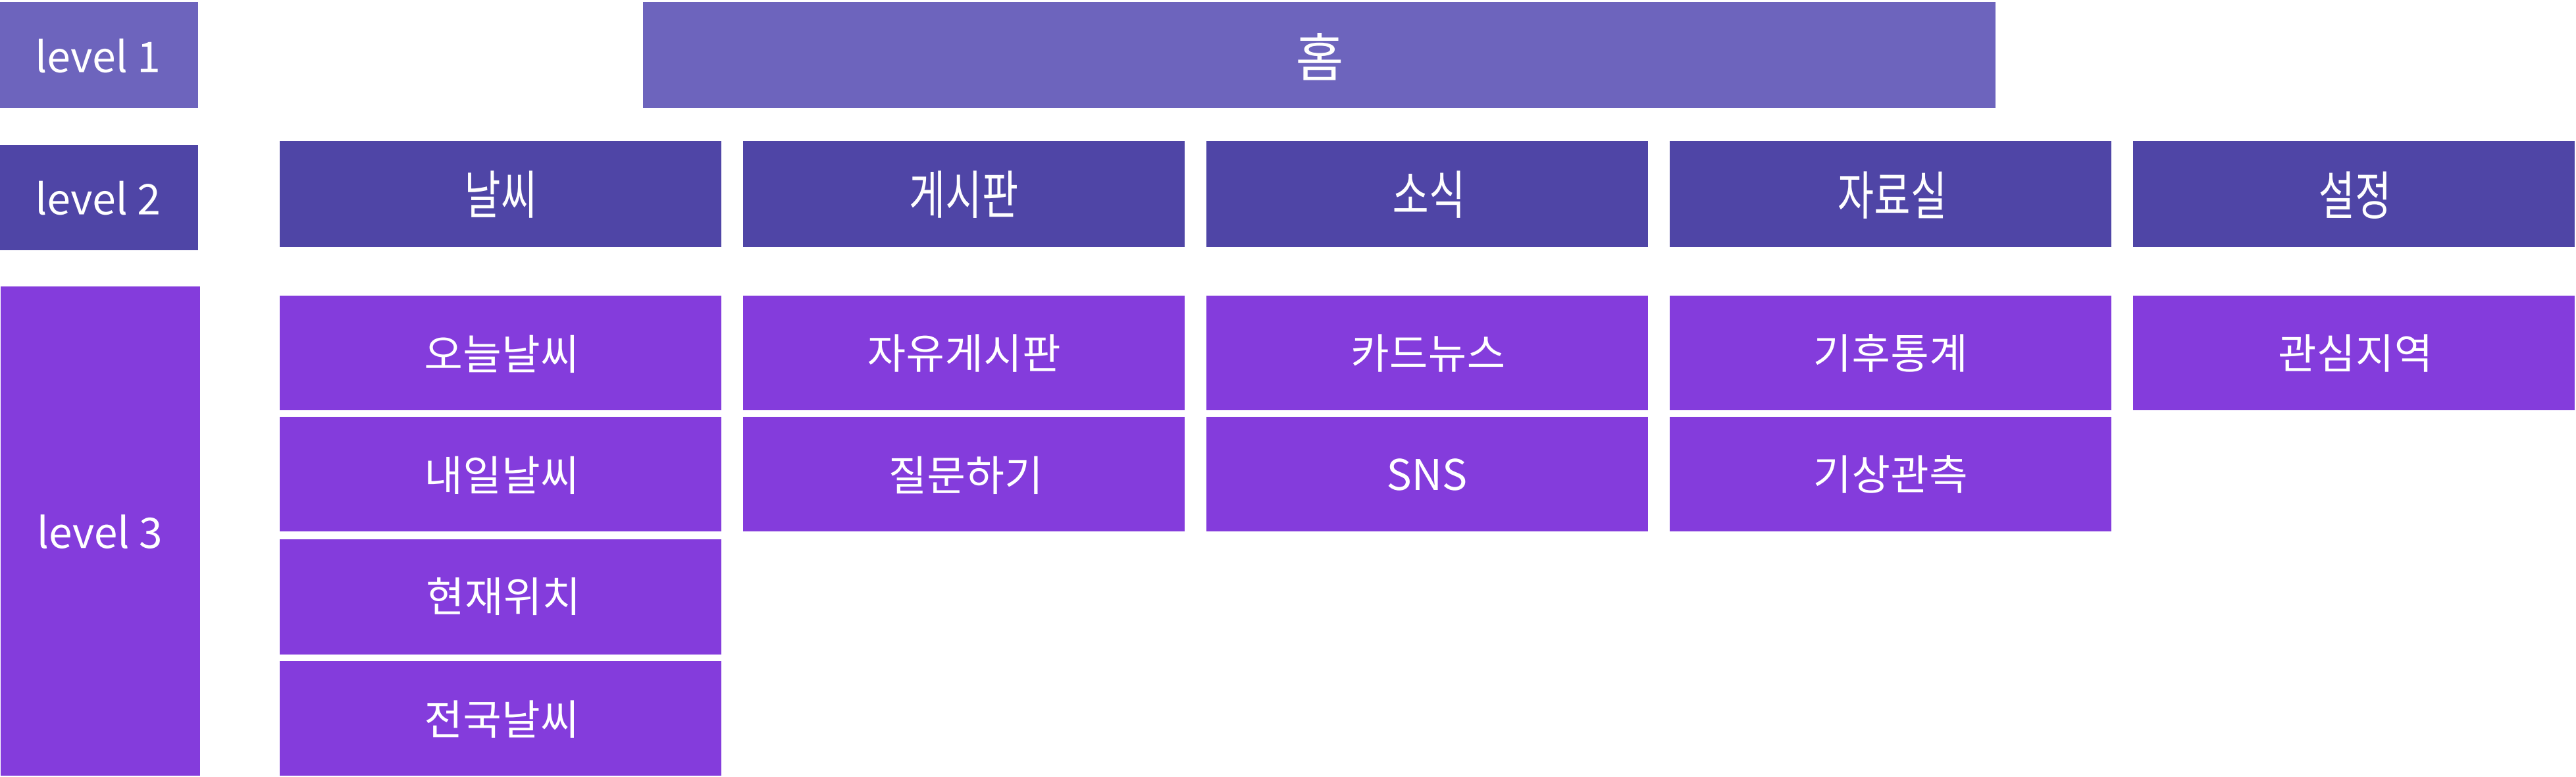 level 1
홈
level 2
날씨
게시판
소식
자료실
설정
level 3
오늘날씨
자유게시판
카드뉴스
기후통계
관심지역
내일날씨
질문하기
SNS
기상관측
현재위치
전국날씨